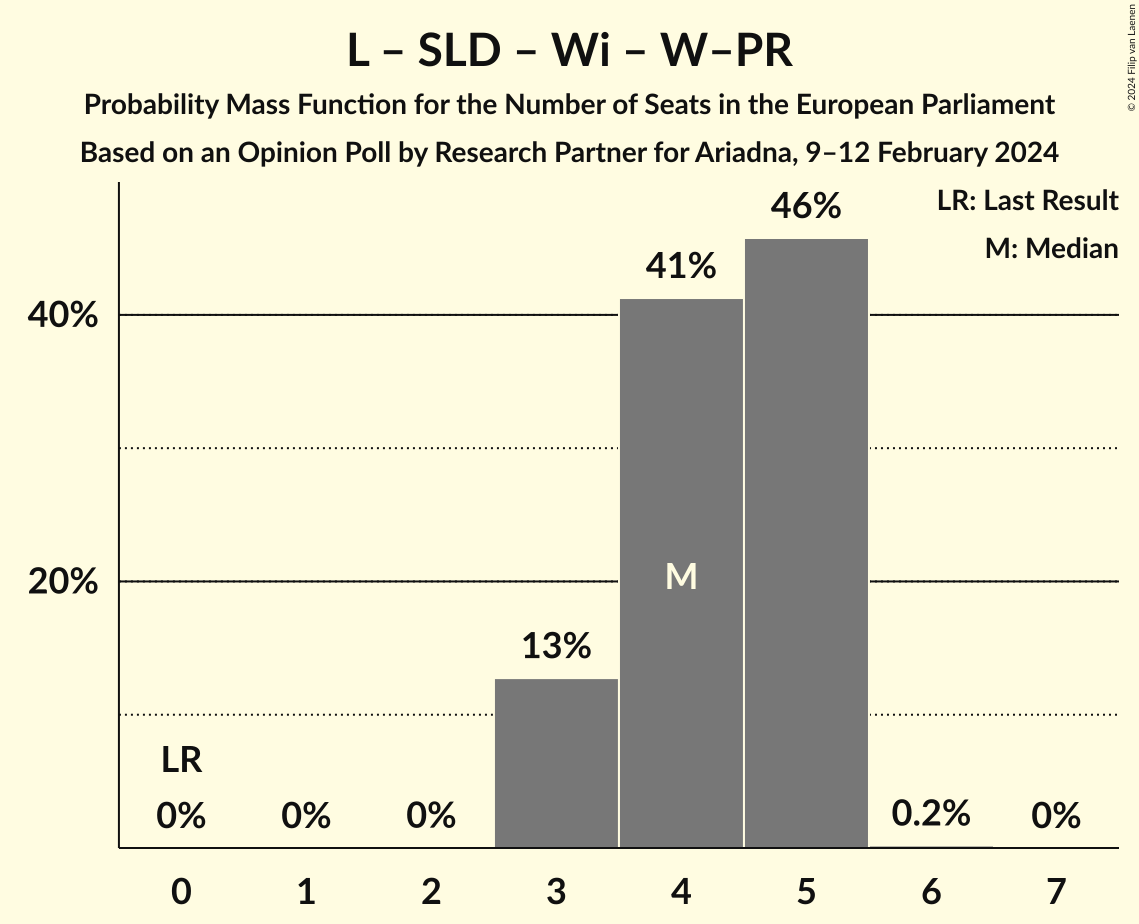 L – SLD – Wi – W–PR
Probability Mass Function for the Number of Seats in the European Parliament
Based on an Opinion Poll by Research Partner for Ariadna, 9–12 February 2024
© 2024 Filip van Laenen
LR: Last Result
M: Median
46%
41%
40%
M
20%
13%
LR
0%
0%
0%
0.2%
0%
0 1 2 3 4 5 6 7